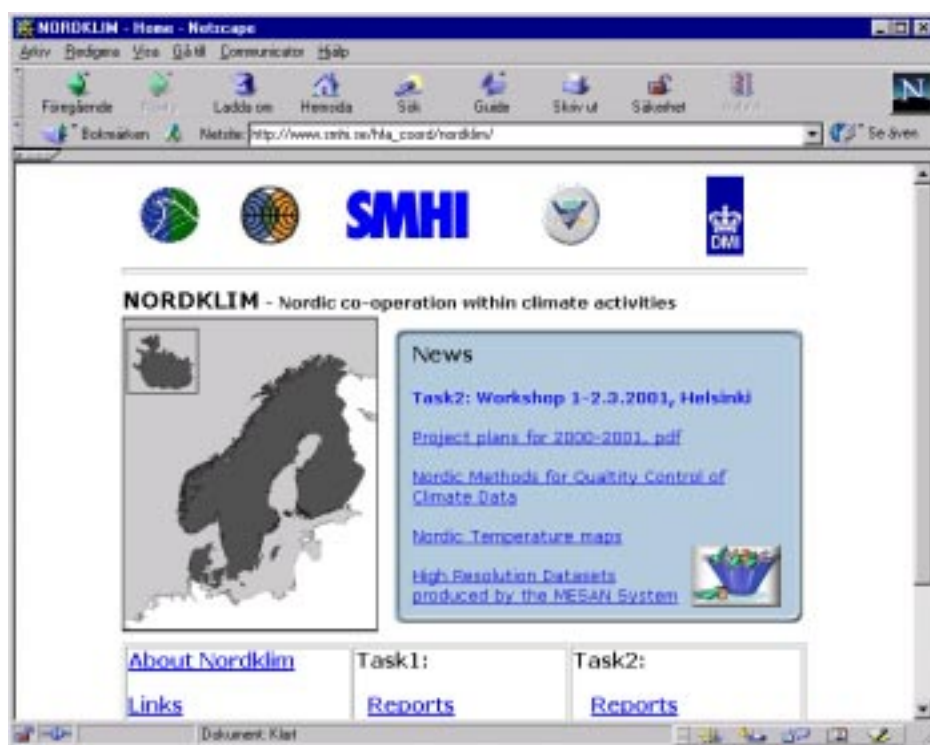 NORDKLIM - Home - Netscape
Arkiv Redigera Visa Gå till Communicator Hjälp
Föregående Ladda om Hemsida Sök Guide Skriv ut Säkerhet
Bokmärken Netsite: http://www.smhi.se/hla_coord/nordklim/ Se även
SMHI
DMI
NORDKLIM - Nordic co-operation within climate activities
News
Task2: Workshop 1-2.3.2001, Helsinki
Project plans for 2000-2001, pdf
Nordic Methods for Qualtity Control of
Climate Data
Nordic Temperature maps
High Resolution Datasets
produced by the MESAN System
About Nordklim Task1: Task2:
Links Reports Reports
Dokument: Klart